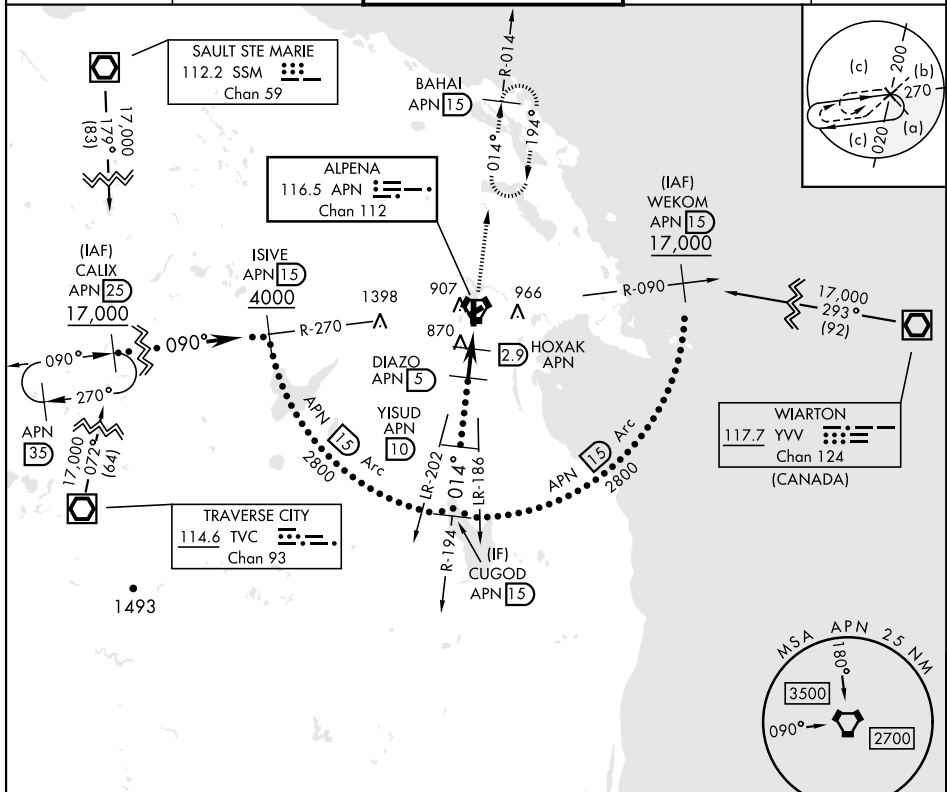 SAULT STE MARIE
112.2 SSM
Chan 59
17,000
179°
(83)
BAHAI
APN 15
R-014
014°
194°
(c)
200
(b)
270
(a)
(c)
020
ALPENA
116.5 APN
Chan 112
(IAF)
WEKOM
APN 15
17,000
(IAF)
CALIX
APN 25
17,000
ISIVE
APN 15
4000
1398
907
966
R-090
17,000
293°
(92)
090°
R-270
870
2.9 HOXAK
APN
090°
270°
DIAZO
APN 5
APN
35
17,000
072°
(64)
YISUD
APN
10
APN 15 Arc
2800
LR-202
014°
LR-186
APN 15 Arc
2800
WIARTON
117.7 YVV
Chan 124
(CANADA)
TRAVERSE CITY
114.6 TVC
Chan 93
R-194
(IF)
CUGOD
APN 15
1493
MSA APN 25 NM
180°
3500
090°
2700